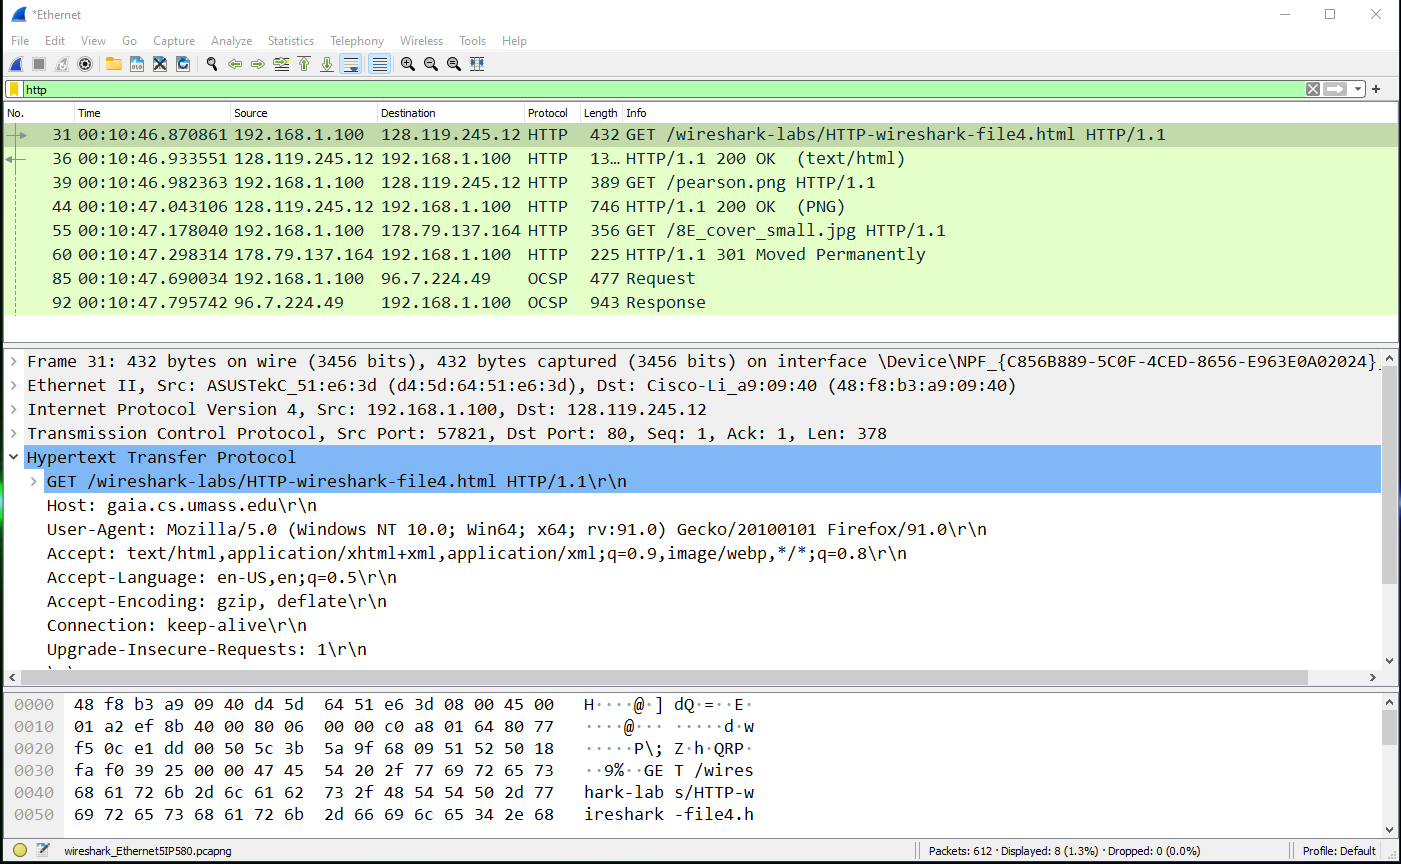 *Ethernet
File Edit View Go Capture Analyze Statistics Telephony Wireless Tools Help
http
No. Time Source Destination Protocol Length Info
31 00:10:46.870861 192.168.1.100 128.119.245.12 HTTP 432 GET /wireshark-labs/HTTP-wireshark-file4.html HTTP/1.1
36 00:10:46.933551 128.119.245.12 192.168.1.100 HTTP 13… HTTP/1.1 200 OK (text/html)
39 00:10:46.982363 192.168.1.100 128.119.245.12 HTTP 389 GET /pearson.png HTTP/1.1
44 00:10:47.043106 128.119.245.12 192.168.1.100 HTTP 746 HTTP/1.1 200 OK (PNG)
55 00:10:47.178040 192.168.1.100 178.79.137.164 HTTP 356 GET /8E_cover_small.jpg HTTP/1.1
60 00:10:47.298314 178.79.137.164 192.168.1.100 HTTP 225 HTTP/1.1 301 Moved Permanently
85 00:10:47.690034 192.168.1.100 96.7.224.49 OCSP 477 Request
92 00:10:47.795742 96.7.224.49 192.168.1.100 OCSP 943 Response
Frame 31: 432 bytes on wire (3456 bits), 432 bytes captured (3456 bits) on interface \Device\NPF_{C856B889-5C0F-4CED-8656-E963E0A02024}
Ethernet II, Src: ASUSTekC_51:e6:3d (d4:5d:64:51:e6:3d), Dst: Cisco-Li_a9:09:40 (48:f8:b3:a9:09:40)
Internet Protocol Version 4, Src: 192.168.1.100, Dst: 128.119.245.12
Transmission Control Protocol, Src Port: 57821, Dst Port: 80, Seq: 1, Ack: 1, Len: 378
Hypertext Transfer Protocol
GET /wireshark-labs/HTTP-wireshark-file4.html HTTP/1.1\r\n
Host: gaia.cs.umass.edu\r\n
User-Agent: Mozilla/5.0 (Windows NT 10.0; Win64; x64; rv:91.0) Gecko/20100101 Firefox/91.0\r\n
Accept: text/html,application/xhtml+xml,application/xml;q=0.9,image/webp,*/*;q=0.8\r\n
Accept-Language: en-US,en;q=0.5\r\n
Accept-Encoding: gzip, deflate\r\n
Connection: keep-alive\r\n
Upgrade-Insecure-Requests: 1\r\n
0000 48 f8 b3 a9 09 40 d4 5d 64 51 e6 3d 08 00 45 00 H····@·] dQ·=··E·
0010 01 a2 ef 8b 40 00 80 06 00 00 c0 a8 01 64 80 77 ····@··· ·····d·w
0020 f5 0c e1 dd 00 50 5c 3b 5a 9f 68 09 51 52 50 18 ·····P\; Z·h·QRP·
0030 fa f0 39 25 00 00 47 45 54 20 2f 77 69 72 65 73 ··9%··GE T /wires
0040 68 61 72 6b 2d 6c 61 62 73 2f 48 54 54 50 2d 77 hark-lab s/HTTP-w
0050 69 72 65 73 68 61 72 6b 2d 66 69 6c 65 34 2e 68 ireshark -file4.h
wireshark_Ethernet5IP580.pcapng Packets: 612 · Displayed: 8 (1.3%) · Dropped: 0 (0.0%) Profile: Default